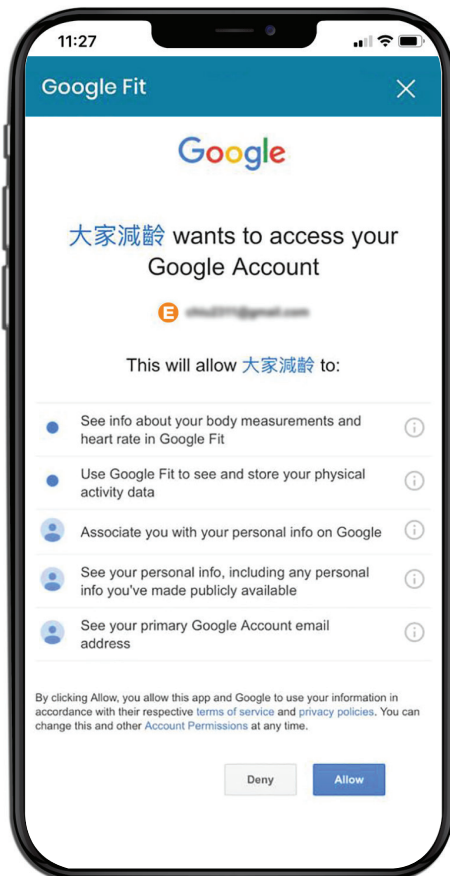 11:27
Google Fit
Google
大家減齡 wants to access your
Google Account
E
This will allow 大家減齡 to:
See info about your body measurements and
heart rate in Google Fit
Use Google Fit to see and store your physical
activity data
Associate you with your personal info on Google
See your personal info, including any personal
info you've made publicly available
See your primary Google Account email
address
By clicking Allow, you allow this app and Google to use your information in
accordance with their respective terms of service and privacy policies. You can
change this and other Account Permissions at any time.
Deny
Allow